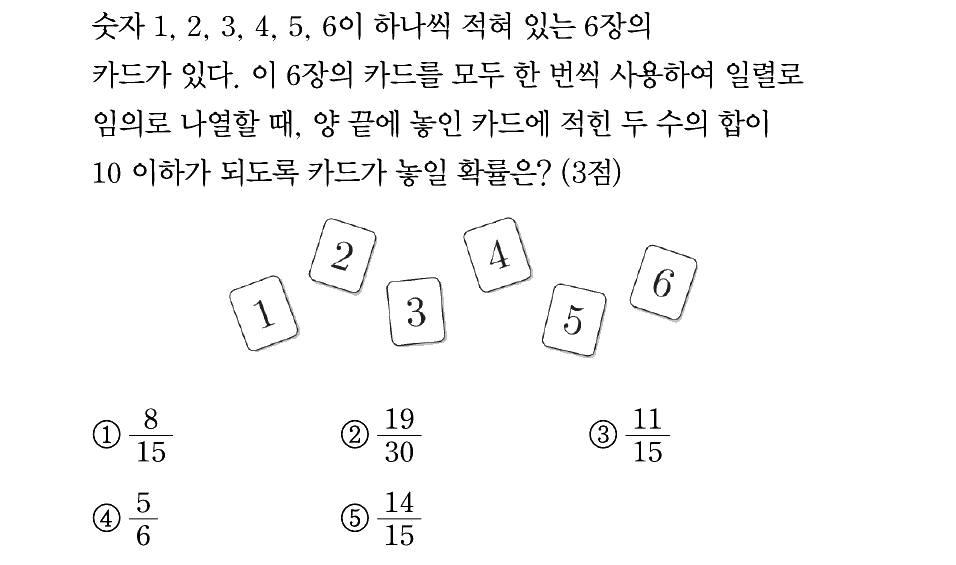 숫자 1, 2, 3, 4, 5, 6이 하나씩 적혀 있는 6장의
카드가 있다. 이 6장의 카드를 모두 한 번씩 사용하여 일렬로
임의로 나열할 때, 양 끝에 놓인 카드에 적힌 두 수의 합이
10 이하가 되도록 카드가 놓일 확률은? (3점)
1 2 3 4 5 6
① 8/15 ② 19/30 ③ 11/15
④ 5/6 ⑤ 14/15